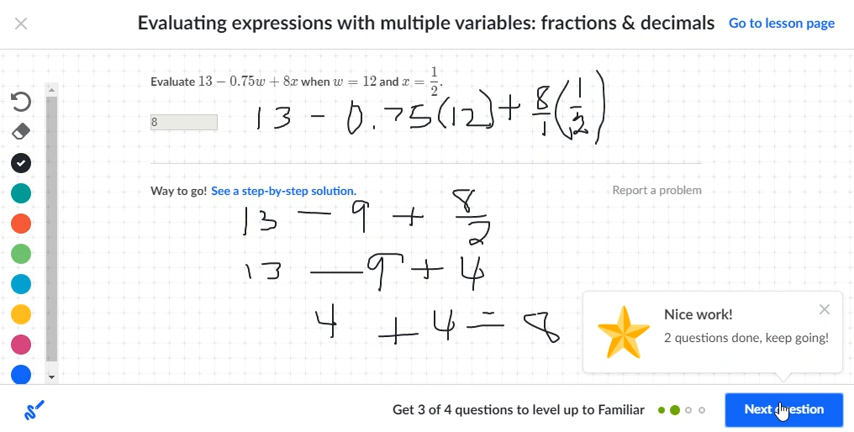 Evaluating expressions with multiple variables: fractions & decimals
Go to lesson page
Evaluate 13 − 0.75w + 8x when w = 12 and x = 1/2.
13 − 0.75(12) + 8/1(1/2)
8
Way to go! See a step-by-step solution.
Report a problem
13 − 9 + 8/2
13 − 9 + 4
4 + 4 = 8
Nice work!
2 questions done, keep going!
Get 3 of 4 questions to level up to Familiar
Next question